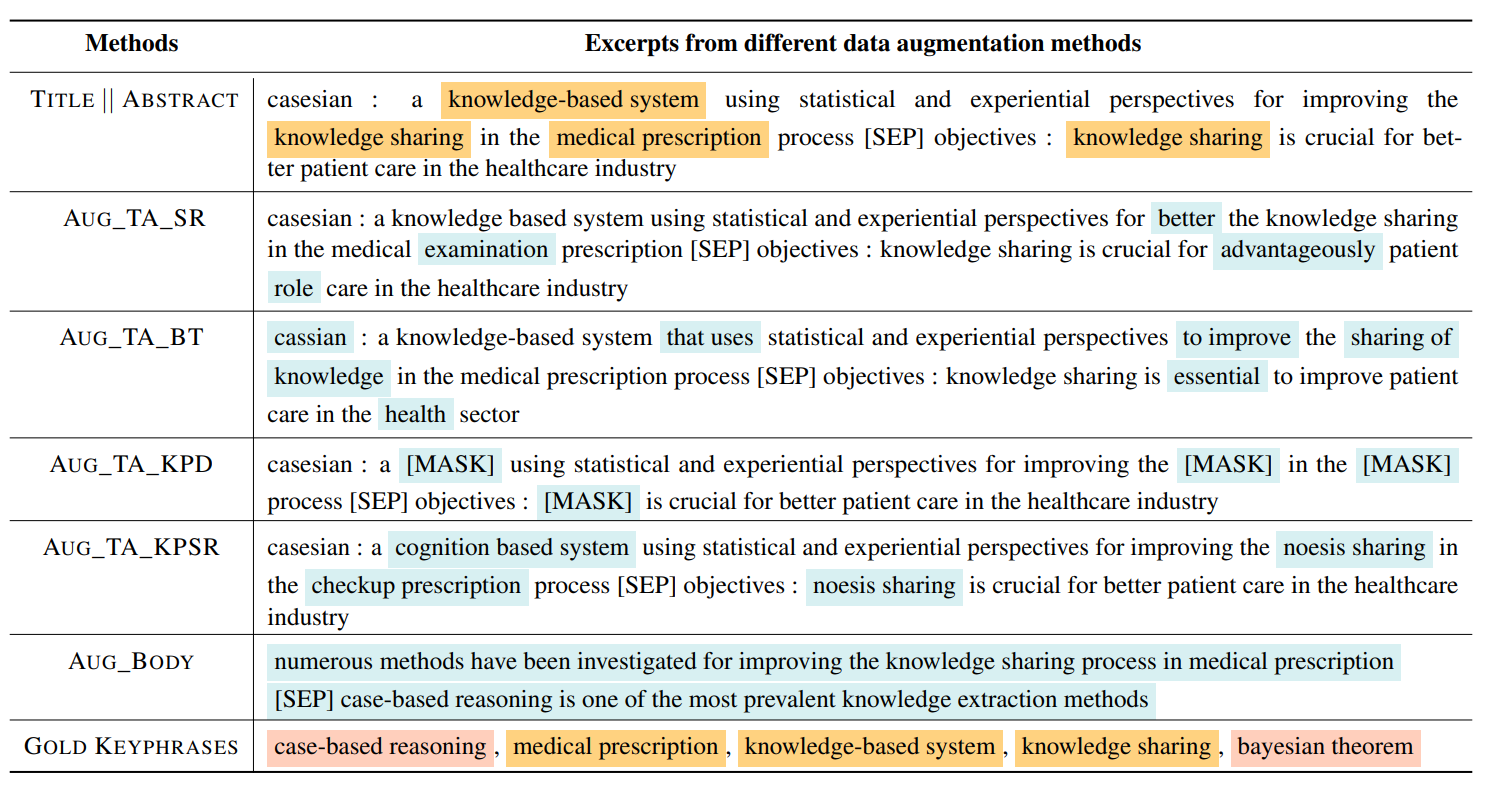 Methods Excerpts from different data augmentation methods
TITLE || ABSTRACT casesian : a knowledge-based system using statistical and experiential perspectives for improving the
knowledge sharing in the medical prescription process [SEP] objectives : knowledge sharing is crucial for bet-
ter patient care in the healthcare industry
AUG_TA_SR casesian : a knowledge based system using statistical and experiential perspectives for better the knowledge sharing
in the medical examination prescription [SEP] objectives : knowledge sharing is crucial for advantageously patient
role care in the healthcare industry
AUG_TA_BT cassian : a knowledge-based system that uses statistical and experiential perspectives to improve the sharing of
knowledge in the medical prescription process [SEP] objectives : knowledge sharing is essential to improve patient
care in the health sector
AUG_TA_KPD casesian : a [MASK] using statistical and experiential perspectives for improving the [MASK] in the [MASK]
process [SEP] objectives : [MASK] is crucial for better patient care in the healthcare industry
AUG_TA_KPSR casesian : a cognition based system using statistical and experiential perspectives for improving the noesis sharing in
the checkup prescription process [SEP] objectives : noesis sharing is crucial for better patient care in the healthcare
industry
AUG_BODY numerous methods have been investigated for improving the knowledge sharing process in medical prescription
[SEP] case-based reasoning is one of the most prevalent knowledge extraction methods
GOLD KEYPHRASES case-based reasoning , medical prescription , knowledge-based system , knowledge sharing , bayesian theorem